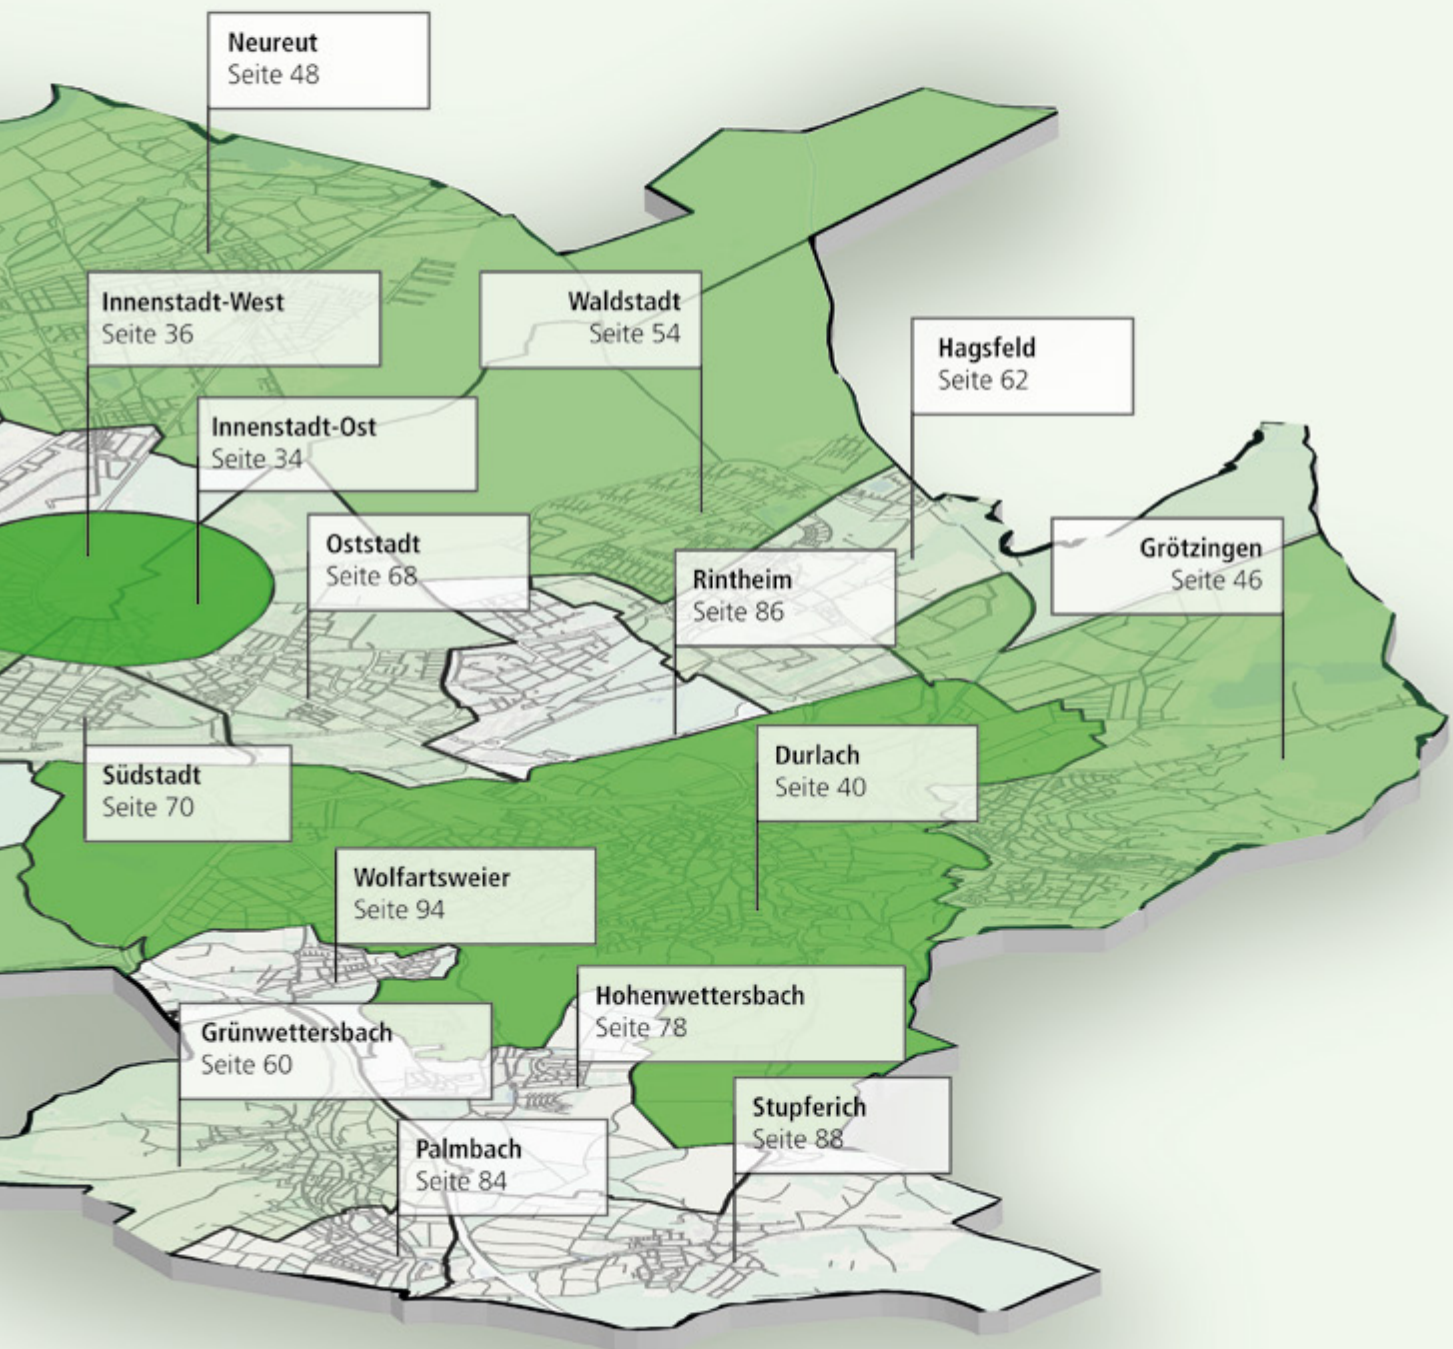 Neureut
Seite 48
Innenstadt-West
Seite 36
Waldstadt
Seite 54
Hagsfeld
Seite 62
Innenstadt-Ost
Seite 34
Oststadt
Seite 68
Rintheim
Seite 86
Grötzingen
Seite 46
Durlach
Seite 40
Südstadt
Seite 70
Wolfartsweier
Seite 94
Hohenwettersbach
Seite 78
Grünwettersbach
Seite 60
Stupferich
Seite 88
Palmbach
Seite 84